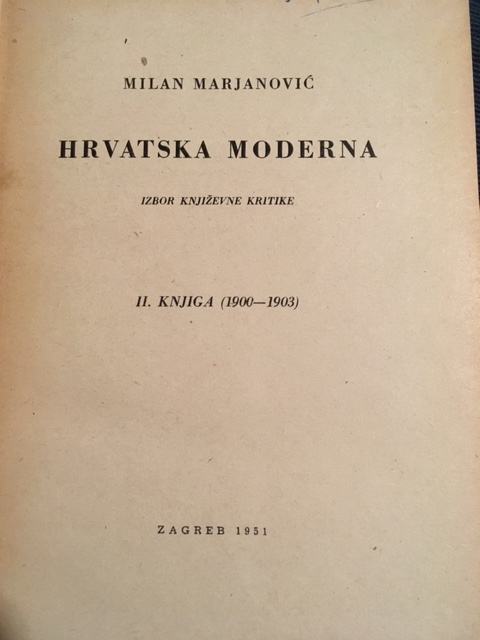 MILAN MARJANOVIĆ
HRVATSKA MODERNA
IZBOR KNJIŽEVNE KRITIKE
II. KNJIGA (1900—1903)
ZAGREB 1951